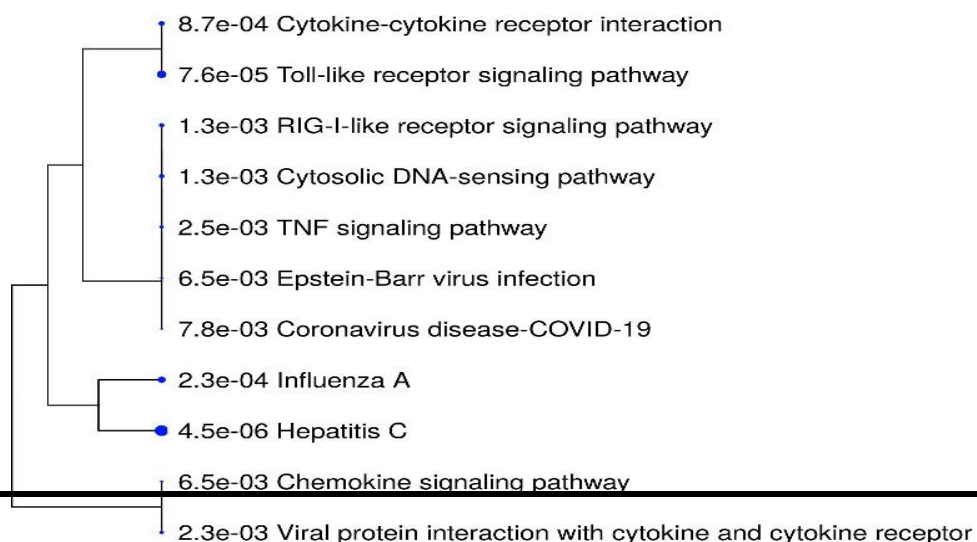 8.7e-04 Cytokine-cytokine receptor interaction
7.6e-05 Toll-like receptor signaling pathway
1.3e-03 RIG-I-like receptor signaling pathway
1.3e-03 Cytosolic DNA-sensing pathway
2.5e-03 TNF signaling pathway
6.5e-03 Epstein-Barr virus infection
7.8e-03 Coronavirus disease-COVID-19
2.3e-04 Influenza A
4.5e-06 Hepatitis C
6.5e-03 Chemokine signaling pathway
2.3e-03 Viral protein interaction with cytokine and cytokine receptor